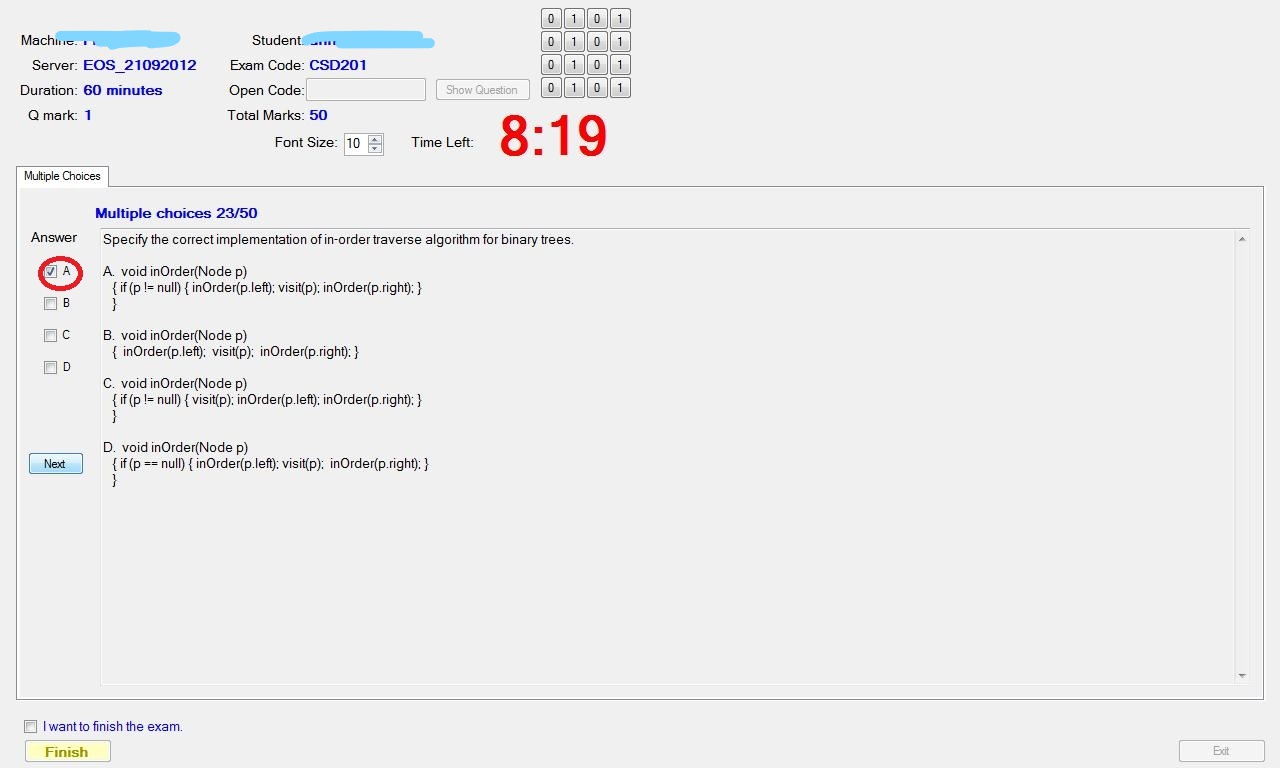 0 1 0 1
Machine: Student:
0 1 0 1
Server: EOS_21092012 Exam Code: CSD201
0 1 0 1
Duration: 60 minutes Open Code: Show Question
0 1 0 1
Q mark: 1 Total Marks: 50
Font Size: 10 Time Left: 8:19
Multiple Choices
Multiple choices 23/50
Answer
Specify the correct implementation of in-order traverse algorithm for binary trees.
A
A. void inOrder(Node p)
{ if (p != null) { inOrder(p.left); visit(p); inOrder(p.right); }
}
B
B. void inOrder(Node p)
{ inOrder(p.left); visit(p); inOrder(p.right); }
C
C. void inOrder(Node p)
{ if (p != null) { visit(p); inOrder(p.left); inOrder(p.right); }
}
D
D. void inOrder(Node p)
{ if (p == null) { inOrder(p.left); visit(p); inOrder(p.right); }
}
Next
I want to finish the exam.
Finish
Exit